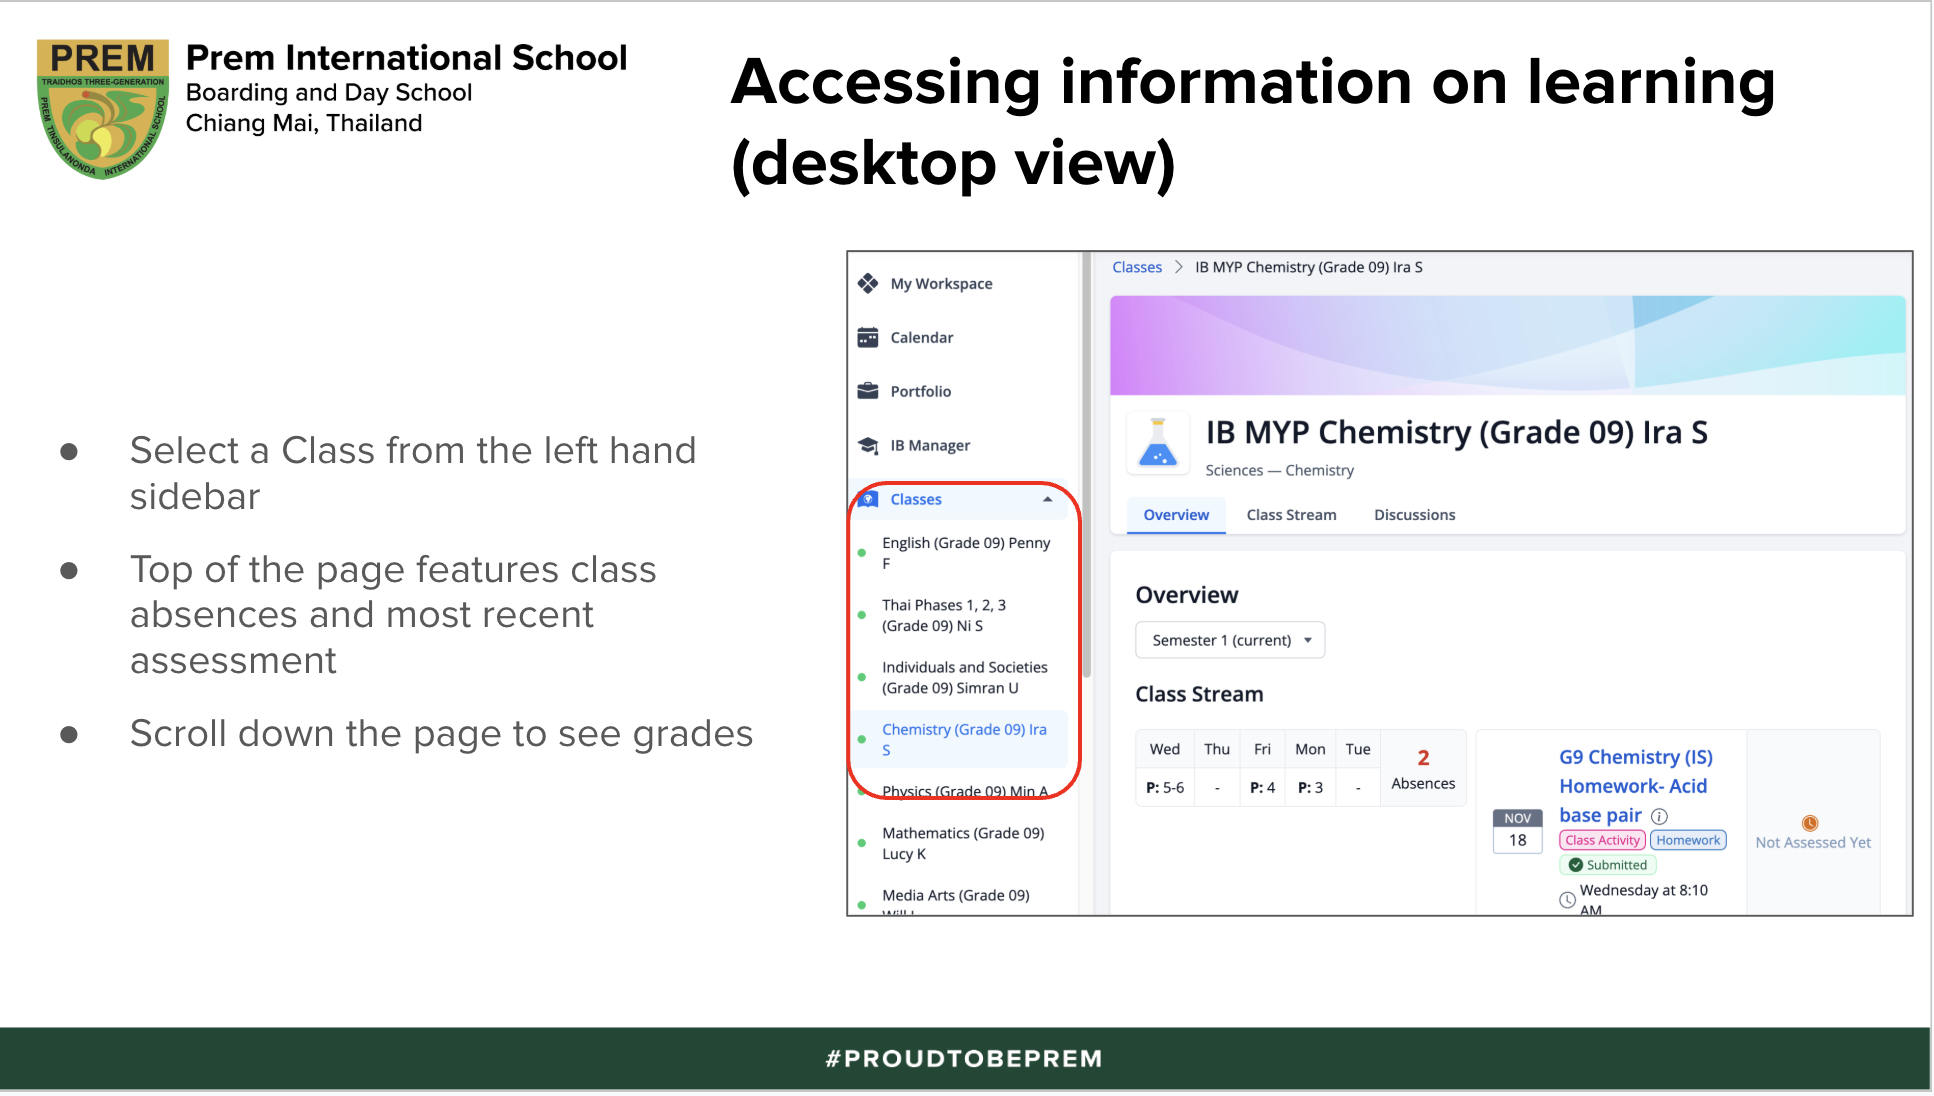 PREM
TRAIDHOS THREE-GENERATION
PREM TINSULANONDA INTERNATIONAL SCHOOL
Prem International School
Boarding and Day School
Chiang Mai, Thailand
Accessing information on learning
(desktop view)
● Select a Class from the left hand
sidebar
● Top of the page features class
absences and most recent
assessment
● Scroll down the page to see grades
My Workspace
Calendar
Portfolio
IB Manager
Classes
English (Grade 09) Penny
F
Thai Phases 1, 2, 3
(Grade 09) Ni S
Individuals and Societies
(Grade 09) Simran U
Chemistry (Grade 09) Ira
S
Physics (Grade 09) Min A
Mathematics (Grade 09)
Lucy K
Media Arts (Grade 09)
Classes > IB MYP Chemistry (Grade 09) Ira S
IB MYP Chemistry (Grade 09) Ira S
Sciences — Chemistry
Overview Class Stream Discussions
Overview
Semester 1 (current)
Class Stream
Wed Thu Fri Mon Tue
P: 5-6 - P: 4 P: 3 -
2
Absences
NOV
18
G9 Chemistry (IS)
Homework- Acid
base pair
Class Activity Homework
Submitted
Wednesday at 8:10
AM
Not Assessed Yet
#PROUDTOBEPREM